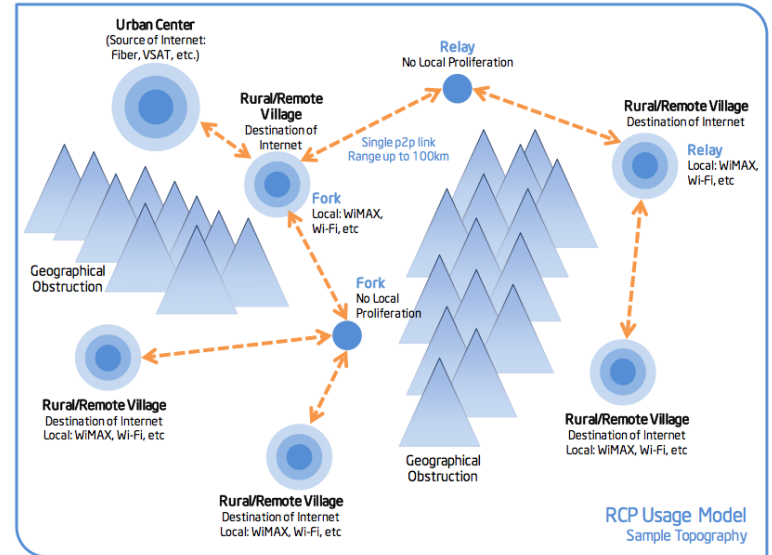 Urban Center
(Source of Internet:
Fiber, VSAT, etc.)
Relay
No Local Proliferation
Rural/Remote
Village
Destination of
Internet
Single p2p link
Range up to 100km
Rural/Remote Village
Destination of Internet
Relay
Local: WiMAX,
Wi-Fi, etc
Fork
Local: WiMAX,
Wi-Fi, etc
Geographical
Obstruction
Fork
No Local
Proliferation
Rural/Remote Village
Destination of Internet
Local: WiMAX, Wi-Fi, etc
Rural/Remote Village
Destination of Internet
Local: WiMAX, Wi-Fi, etc
Geographical
Obstruction
Rural/Remote Village
Destination of Internet
Local: WiMAX, Wi-Fi, etc
RCP Usage Model
Sample Topography